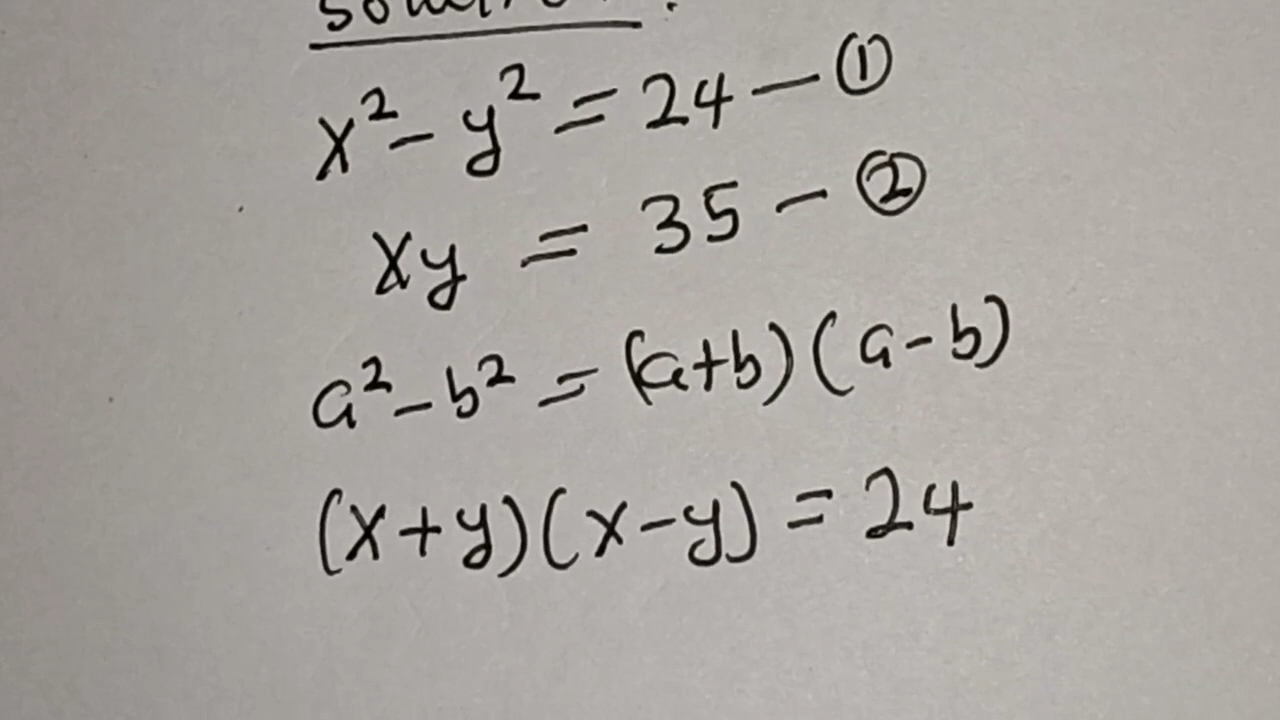 x² - y² = 24 — ①
xy = 35 — ②
a² - b² = (a+b)(a-b)
(x+y)(x-y) = 24